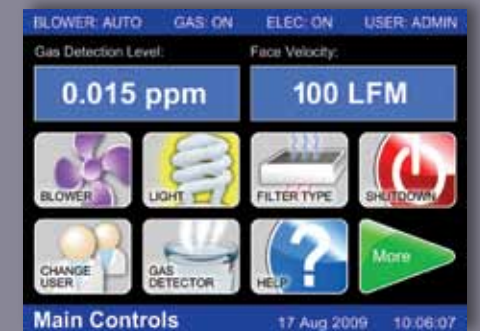 BLOWER: AUTO GAS: ON ELEC: ON USER: ADMIN
Gas Detection Level: Face Velocity:
0.015 ppm 100 LFM
BLOWER LIGHT FILTER TYPE SHUTDOWN
CHANGE USER GAS DETECTOR HELP More
Main Controls 17 Aug 2009 10:06:07